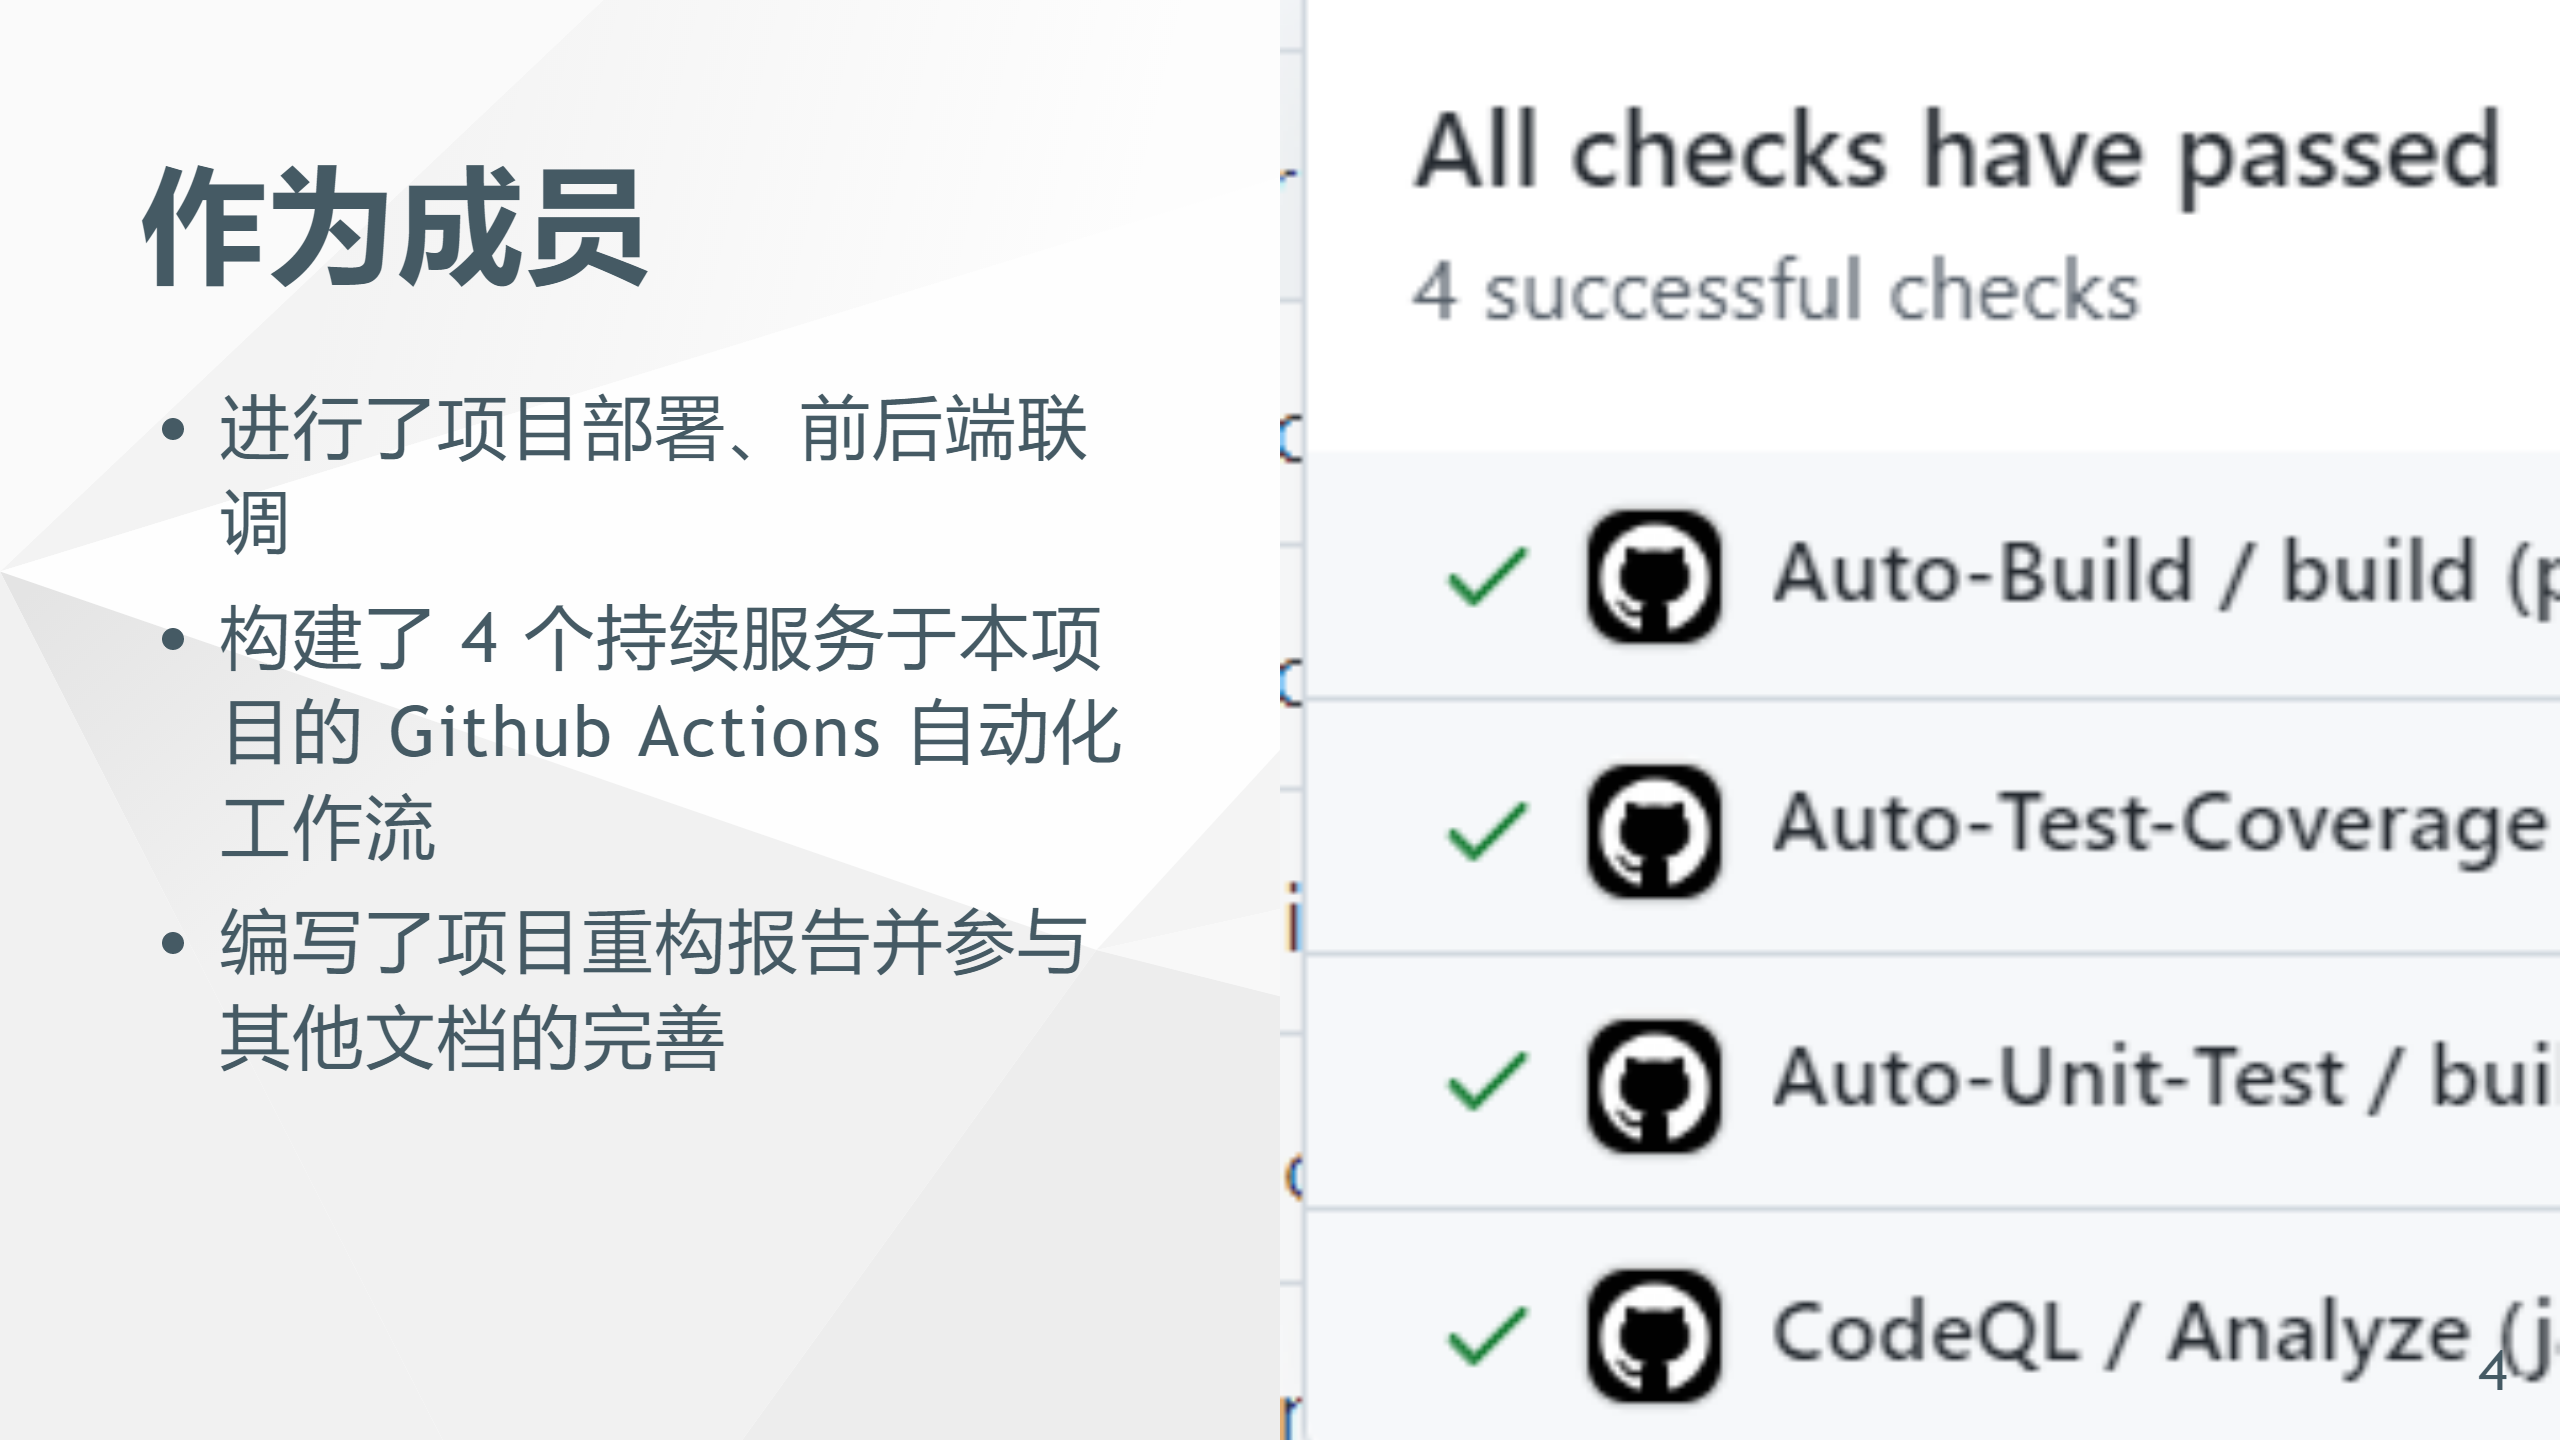 作为成员
• 进行了项目部署、前后端联
调
• 构建了 4 个持续服务于本项
目的 Github Actions 自动化
工作流
• 编写了项目重构报告并参与
其他文档的完善
All checks have passed
4 successful checks
Auto-Build / build (p
Auto-Test-Coverage
Auto-Unit-Test / buil
CodeQL / Analyze (j
4